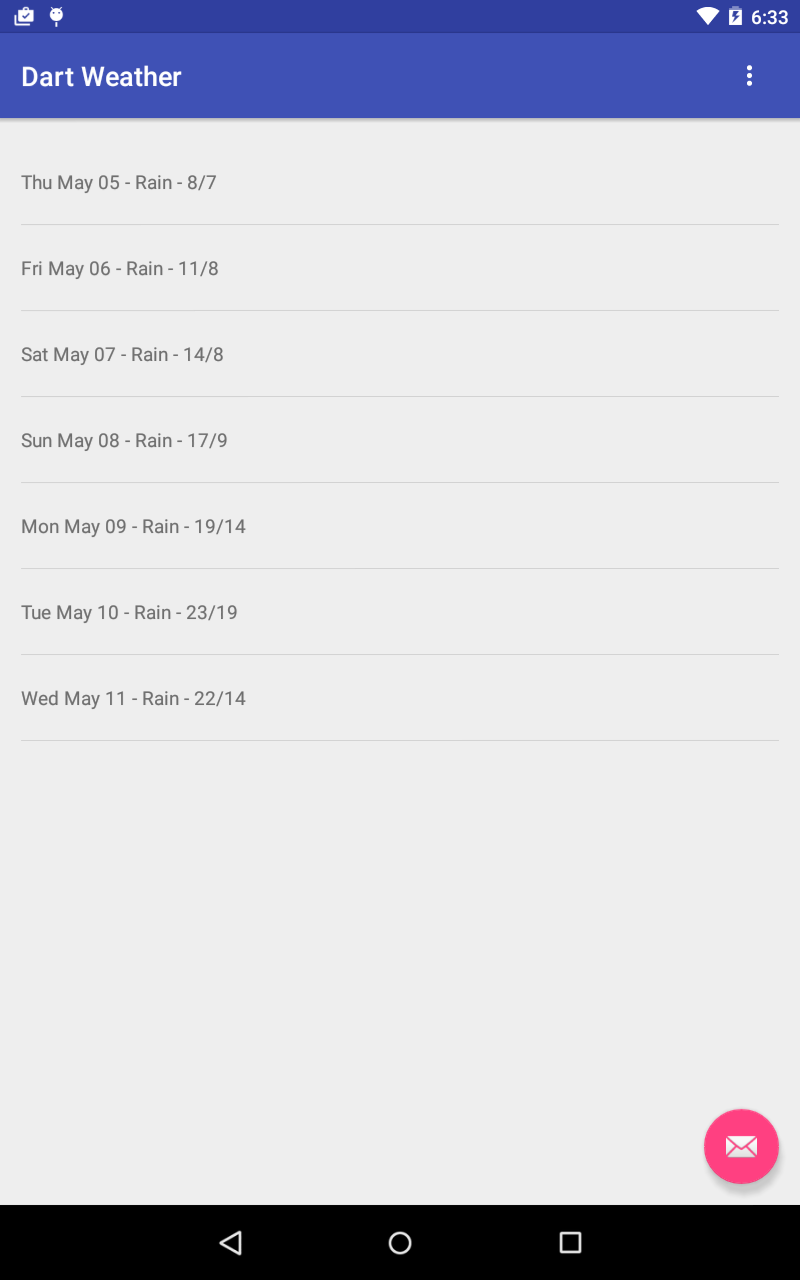 6:33
Dart Weather
Thu May 05 - Rain - 8/7
Fri May 06 - Rain - 11/8
Sat May 07 - Rain - 14/8
Sun May 08 - Rain - 17/9
Mon May 09 - Rain - 19/14
Tue May 10 - Rain - 23/19
Wed May 11 - Rain - 22/14